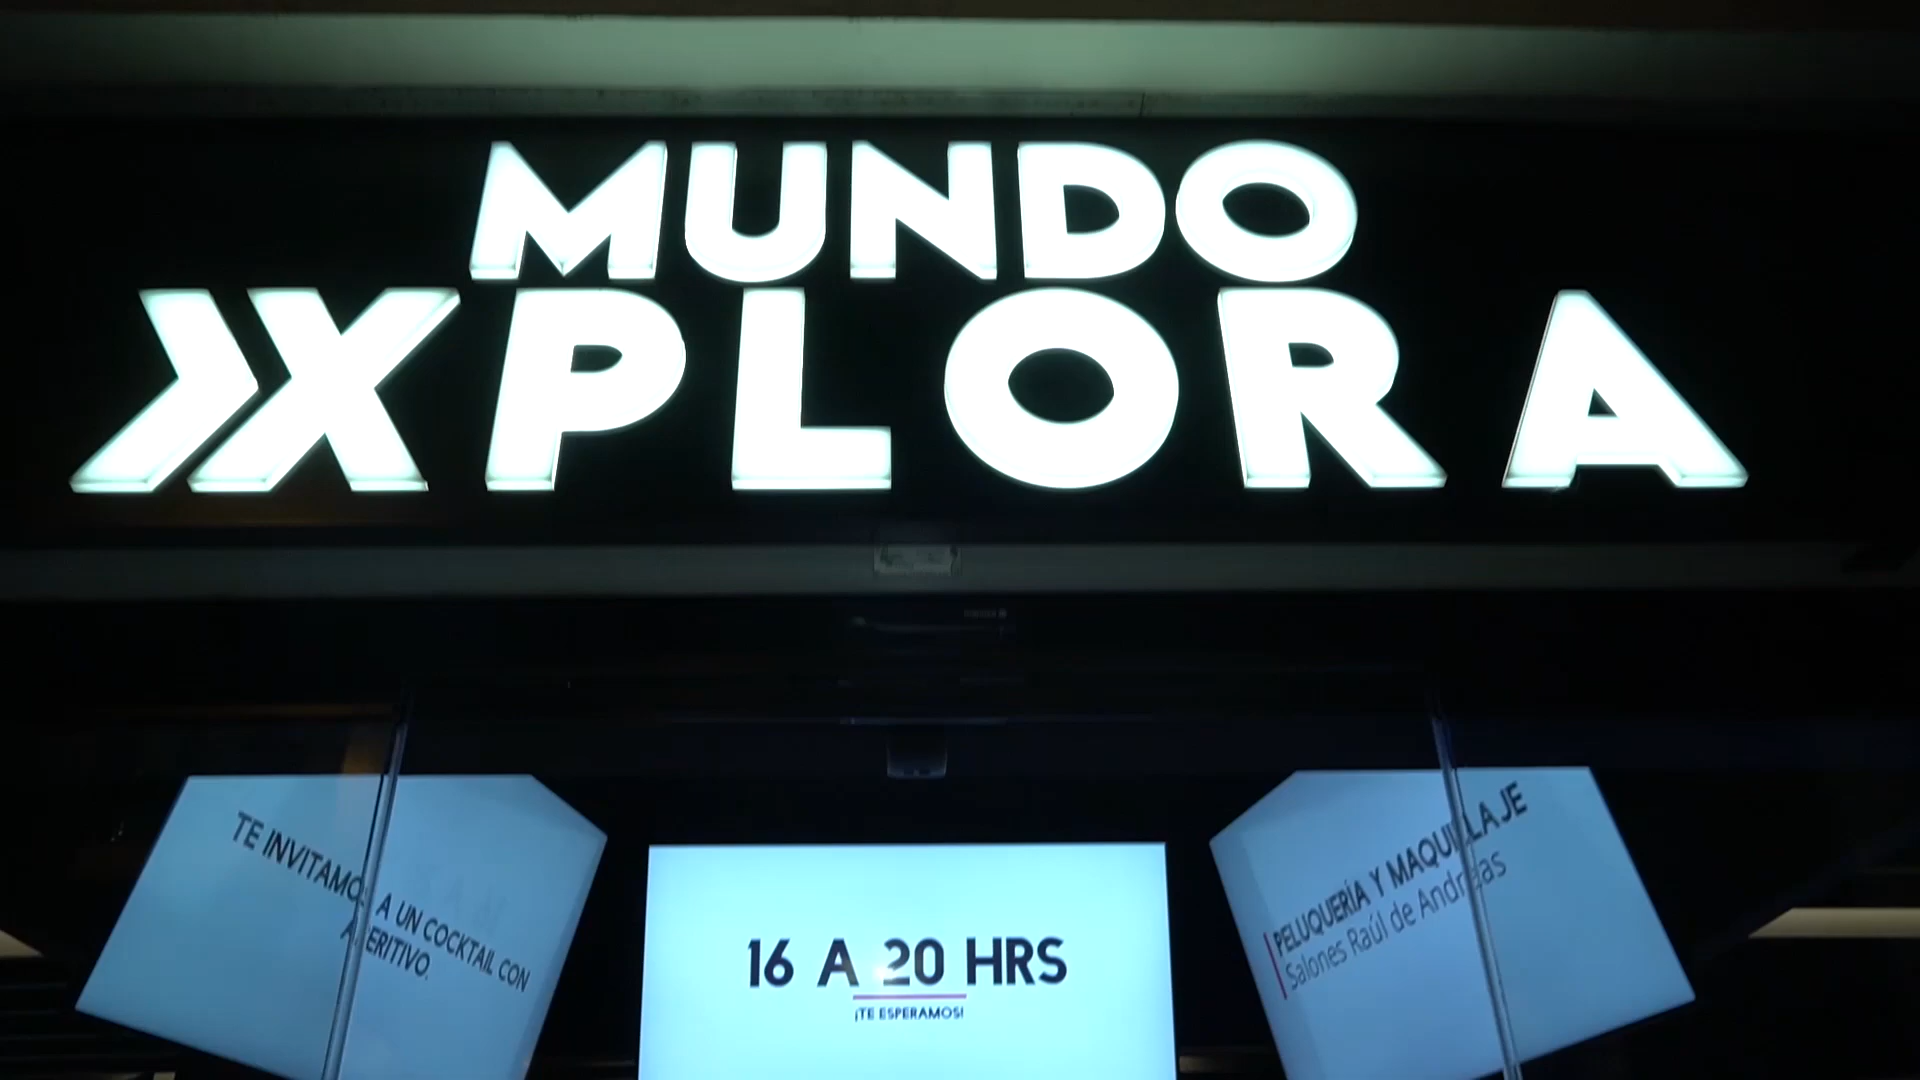 MUNDO
XPLORA
TE INVITAMOS A UN COCKTAIL CON
APERITIVO.
16 A 20 HRS
¡TE ESPERAMOS!
PELUQUERÍA Y MAQUILLAJE
Salones Raúl de Andreas